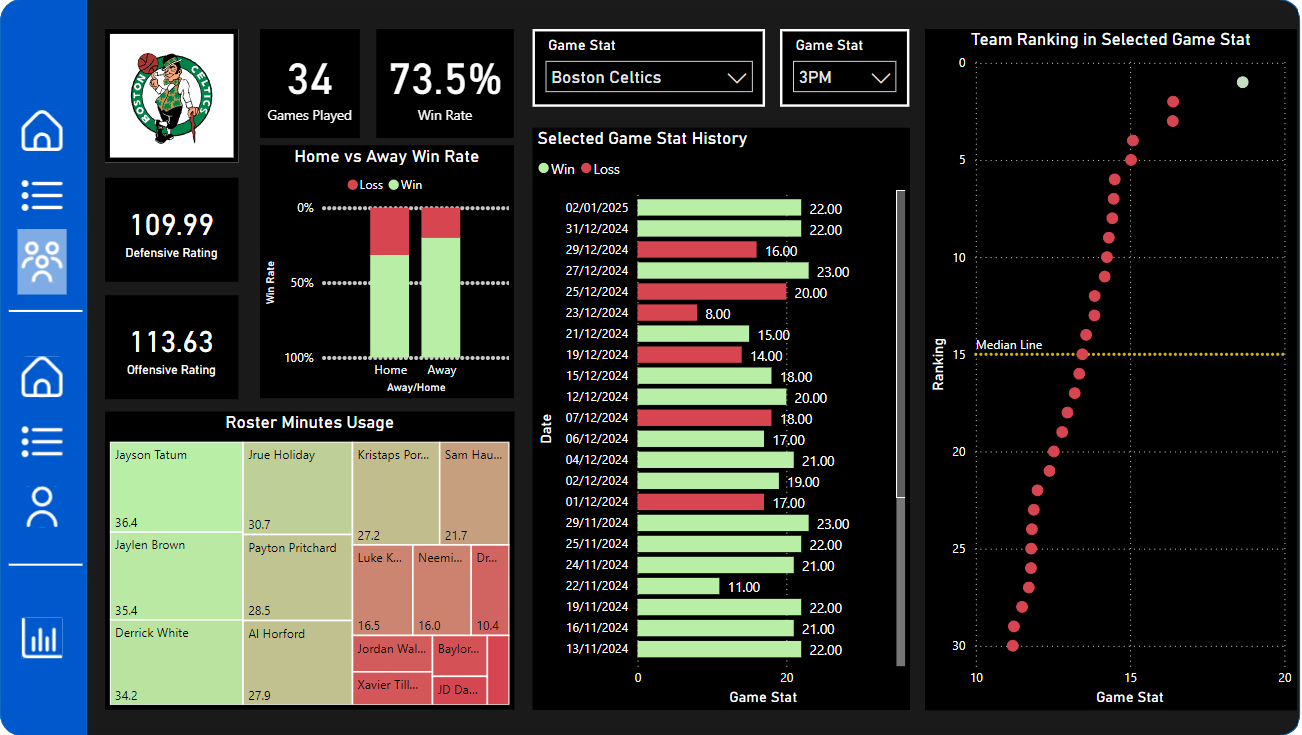 BOSTON CELTICS
34
Games Played
73.5%
Win Rate
109.99
Defensive Rating
113.63
Offensive Rating
Home vs Away Win Rate
Loss Win
0%
50%
100%
Win Rate
Home Away
Away/Home
Roster Minutes Usage
Jayson Tatum
36.4
Jaylen Brown
35.4
Derrick White
34.2
Jrue Holiday
30.7
Payton Pritchard
28.5
Al Horford
27.9
Kristaps Por...
27.2
Sam Hau...
21.7
Luke K...
16.5
Neemi...
16.0
Dr...
10.4
Jordan Wal...
Xavier Till...
Baylor...
JD Da...
Game Stat
Boston Celtics
Game Stat
3PM
Selected Game Stat History
Win Loss
Date
02/01/2025 22.00
31/12/2024 22.00
29/12/2024 16.00
27/12/2024 23.00
25/12/2024 20.00
23/12/2024 8.00
21/12/2024 15.00
19/12/2024 14.00
15/12/2024 18.00
12/12/2024 20.00
07/12/2024 18.00
06/12/2024 17.00
04/12/2024 21.00
02/12/2024 19.00
01/12/2024 17.00
29/11/2024 23.00
25/11/2024 22.00
24/11/2024 21.00
22/11/2024 11.00
19/11/2024 22.00
16/11/2024 21.00
13/11/2024 22.00
0 20
Game Stat
Team Ranking in Selected Game Stat
Ranking
0
5
10
Median Line
15
20
25
30
10 15 20
Game Stat